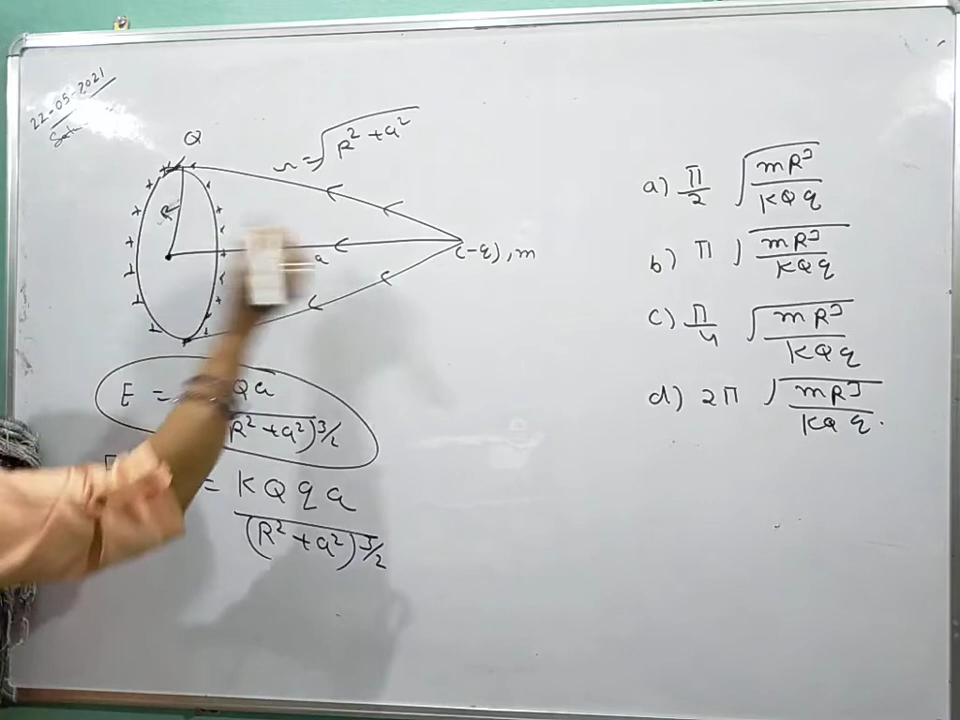 22-05-2021
Q
r = √R² + a²
R
a
(-q), m
E = Qa
R² + a²)3/2
= KQqa
(R² + a²)3/2
a) π/2 √mR³/KQq
b) π √mR³/KQq
c) π/4 √mR³/KQq
d) 2π √mR³/KQq.